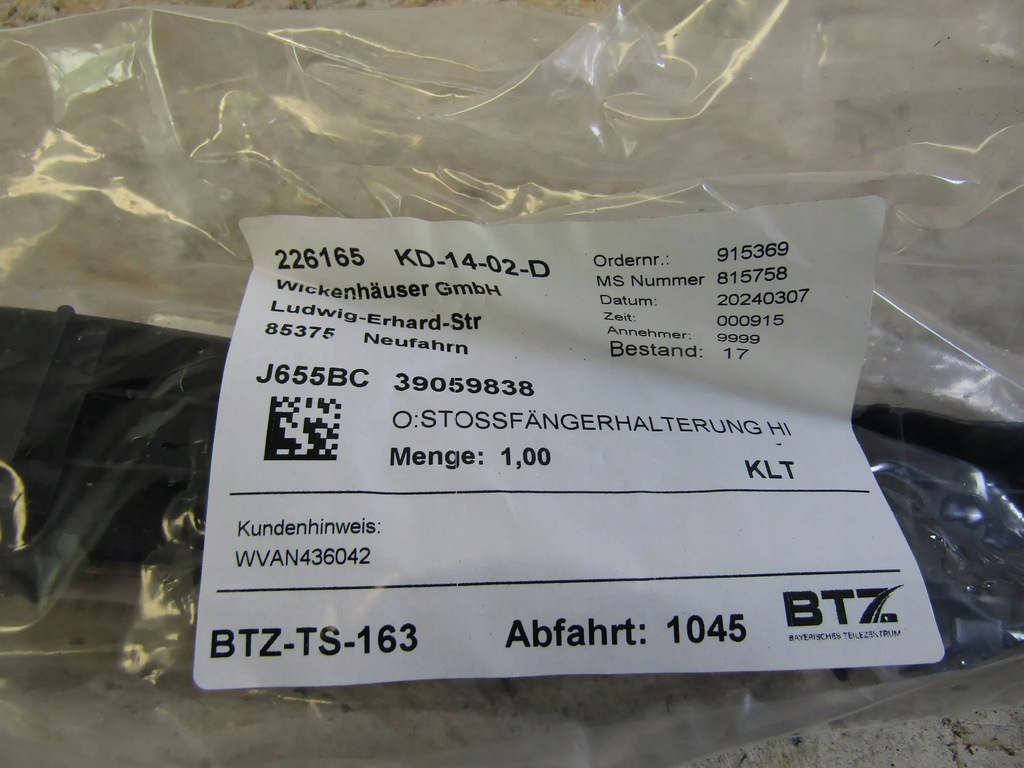 226165 KD-14-02-D
Wickenhäuser GmbH
Ludwig-Erhard-Str
85375 Neufahrn
Ordernr.: 915369
MS Nummer 815758
Datum: 20240307
Zeit: 000915
Annehmer: 9999
Bestand: 17
J655BC 39059838
O:STOSSFÄNGERHALTERUNG HI
Menge: 1,00
KLT
Kundenhinweis:
WVAN436042
BTZ-TS-163 Abfahrt: 1045
BTZ
BAYERISCHES TEILEZENTRUM